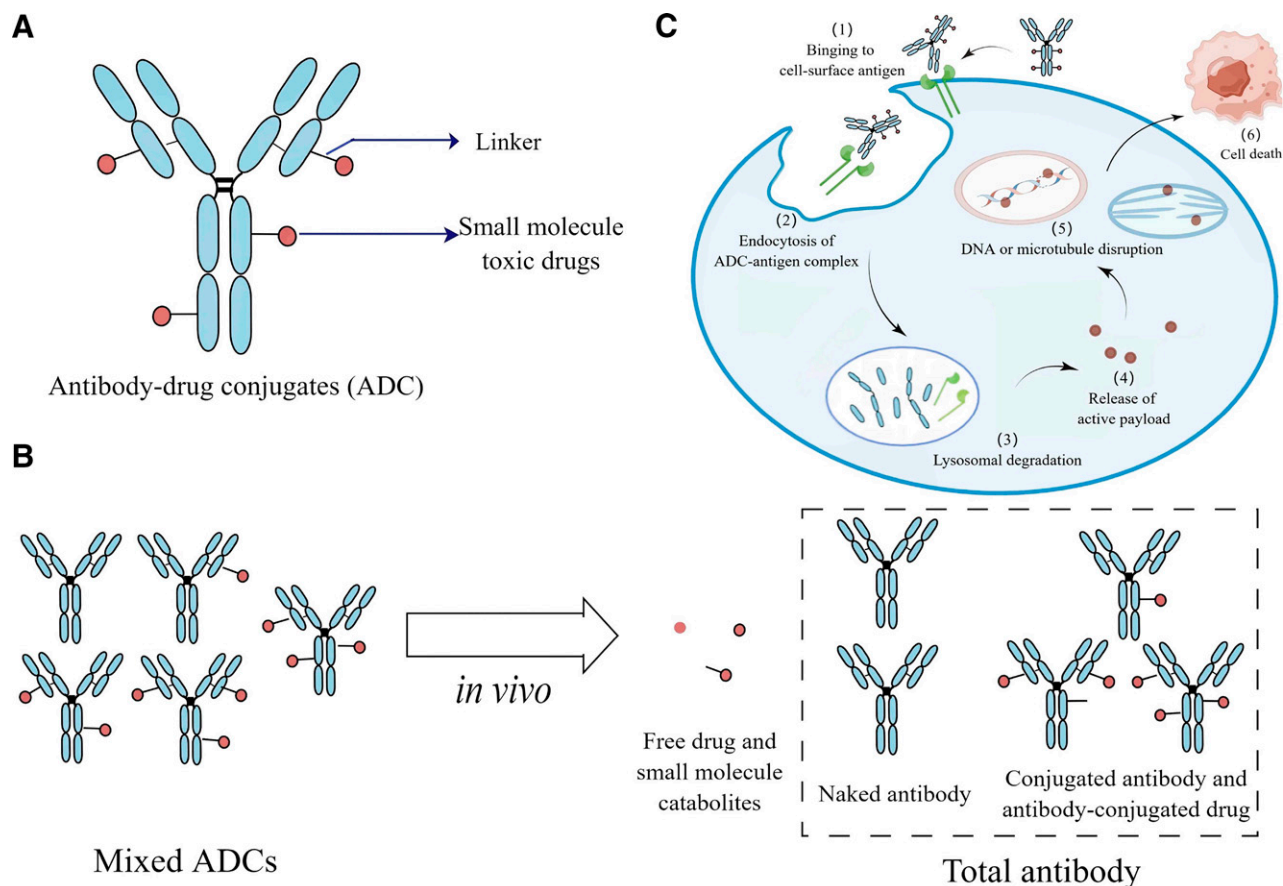 A
Linker
Small molecule
toxic drugs
Antibody-drug conjugates (ADC)
B
Mixed ADCs
in vivo
Free drug and
small molecule
catabolites
Naked antibody
Conjugated antibody and
antibody-conjugated drug
Total antibody
C
(1)
Binging to
cell-surface antigen
(2)
Endocytosis of
ADC-antigen complex
(3)
Lysosomal degradation
(4)
Release of
active payload
(5)
DNA or microtubule disruption
(6)
Cell death